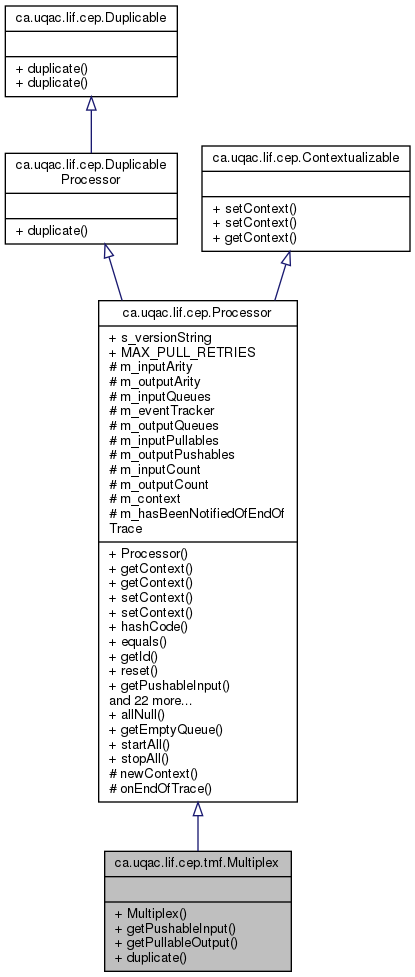 ca.uqac.lif.cep.Duplicable
+ duplicate()
+ duplicate()
ca.uqac.lif.cep.Duplicable
Processor
+ duplicate()
ca.uqac.lif.cep.Contextualizable
+ setContext()
+ setContext()
+ getContext()
ca.uqac.lif.cep.Processor
+ s_versionString
+ MAX_PULL_RETRIES
# m_inputArity
# m_outputArity
# m_inputQueues
# m_eventTracker
# m_outputQueues
# m_inputPullables
# m_outputPushables
# m_inputCount
# m_outputCount
# m_context
# m_hasBeenNotifiedOfEndOf
Trace
+ Processor()
+ getContext()
+ getContext()
+ setContext()
+ setContext()
+ hashCode()
+ equals()
+ getId()
+ reset()
+ getPushableInput()
and 22 more...
+ allNull()
+ getEmptyQueue()
+ startAll()
+ stopAll()
# newContext()
# onEndOfTrace()
ca.uqac.lif.cep.tmf.Multiplex
+ Multiplex()
+ getPushableInput()
+ getPullableOutput()
+ duplicate()